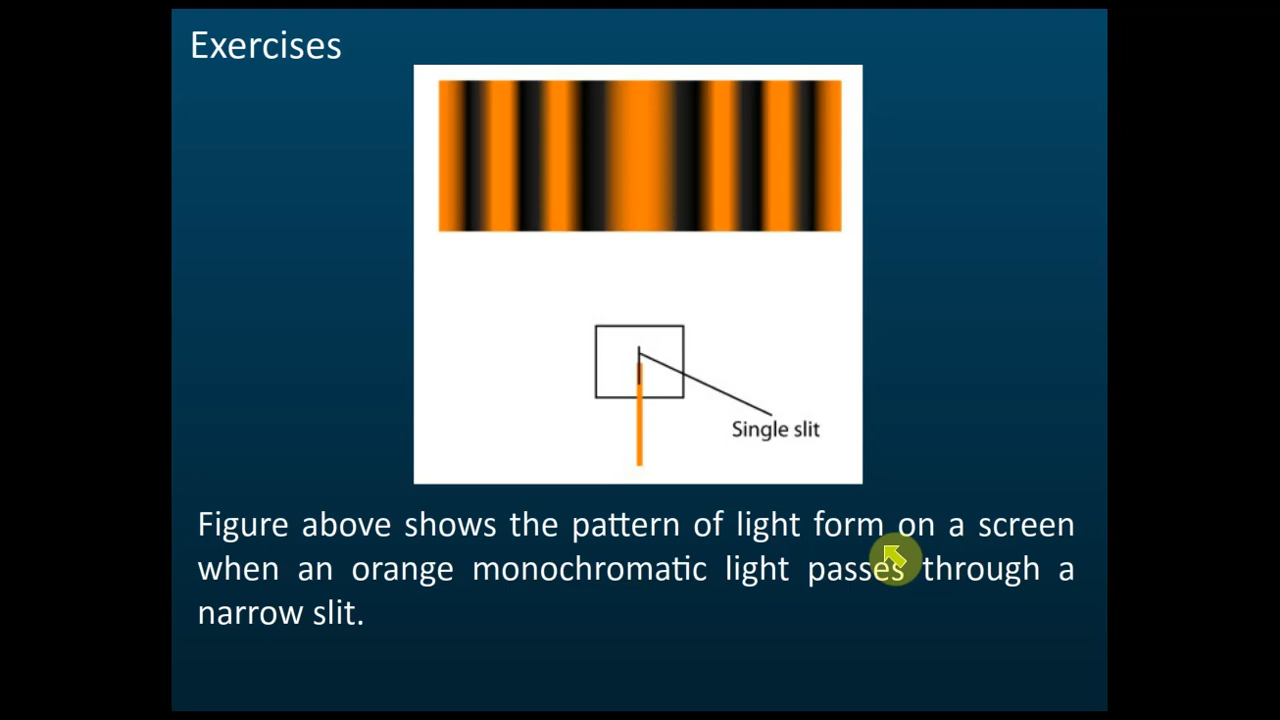 Exercises
Single slit
Figure above shows the pattern of light form on a screen
when an orange monochromatic light passes through a
narrow slit.